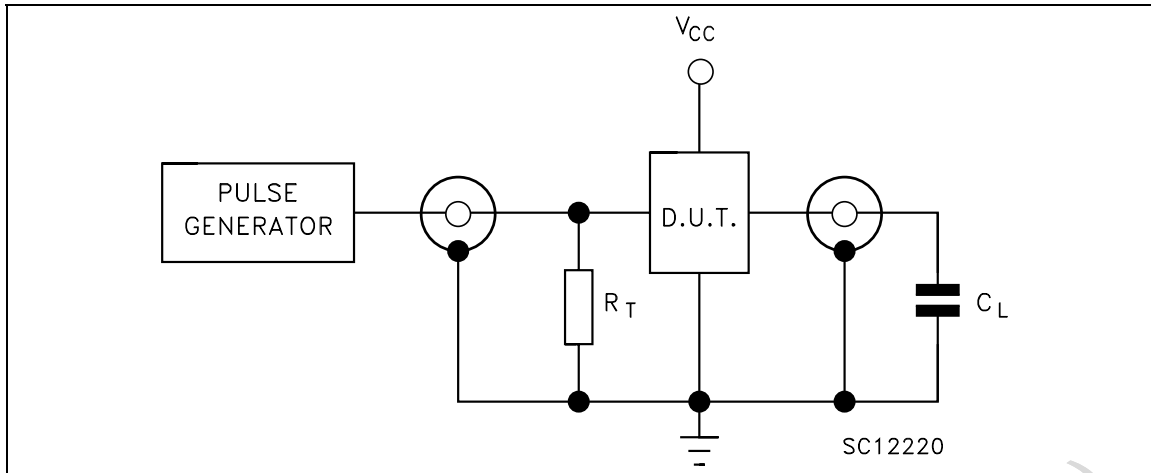 VCC
PULSE
GENERATOR
D.U.T.
RT
CL
SC12220